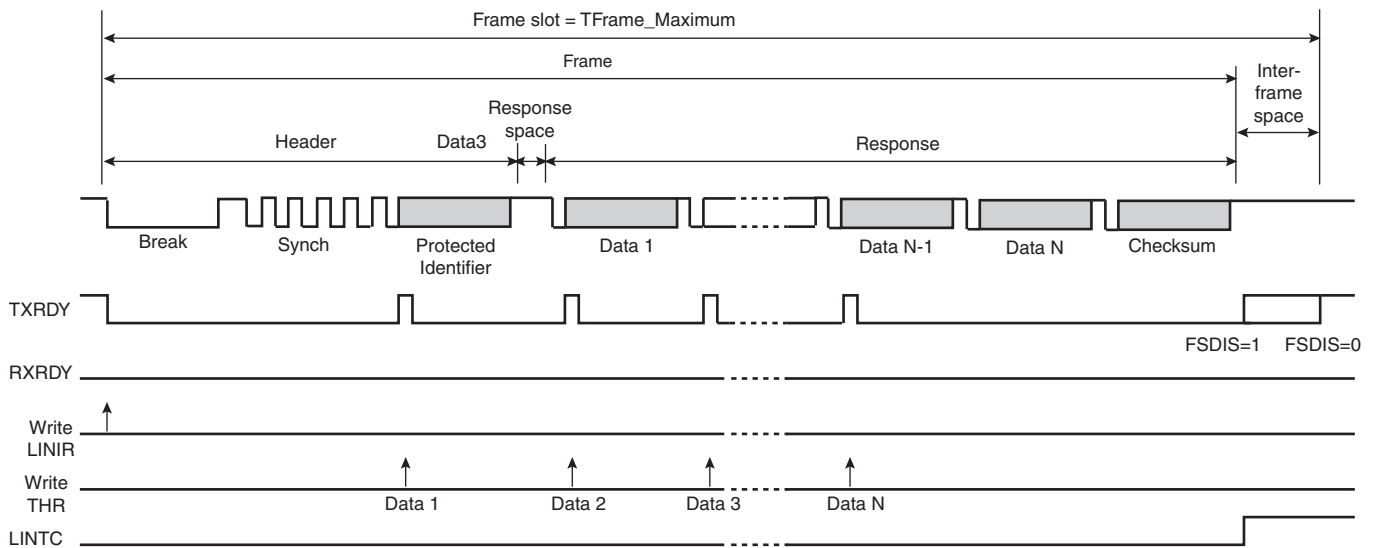 Frame slot = TFrame_Maximum
Frame
Inter-
frame
space
Response
space
Header
Data3
Response
Break
Synch
Protected
Identifier
Data 1
Data N-1
Data N
Checksum
TXRDY
FSDIS=1
FSDIS=0
RXRDY
Write
LINIR
Write
THR
Data 1
Data 2
Data 3
Data N
LINTC